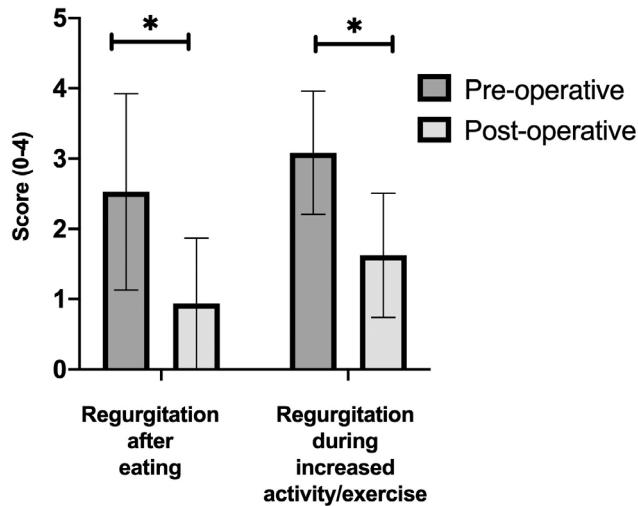 5
4
3
2
1
0
Score (0-4)
*
*
Pre-operative
Post-operative
Regurgitation
after
eating
Regurgitation
during
increased
activity/exercise